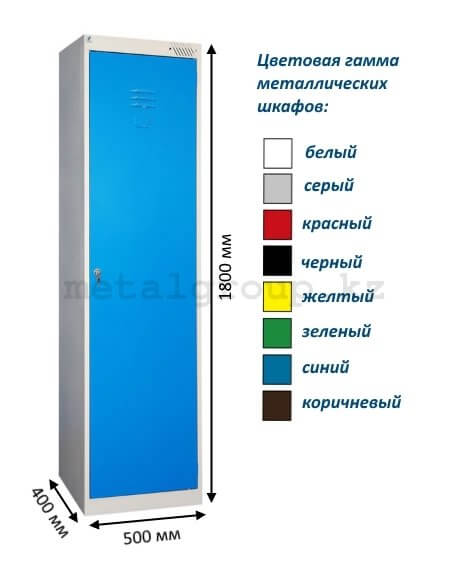 Цветовая гамма
металлических
шкафов:
белый
серый
красный
черный
желтый
зеленый
синий
коричневый
1800 мм
400 мм
500 мм
metalgroup.kz